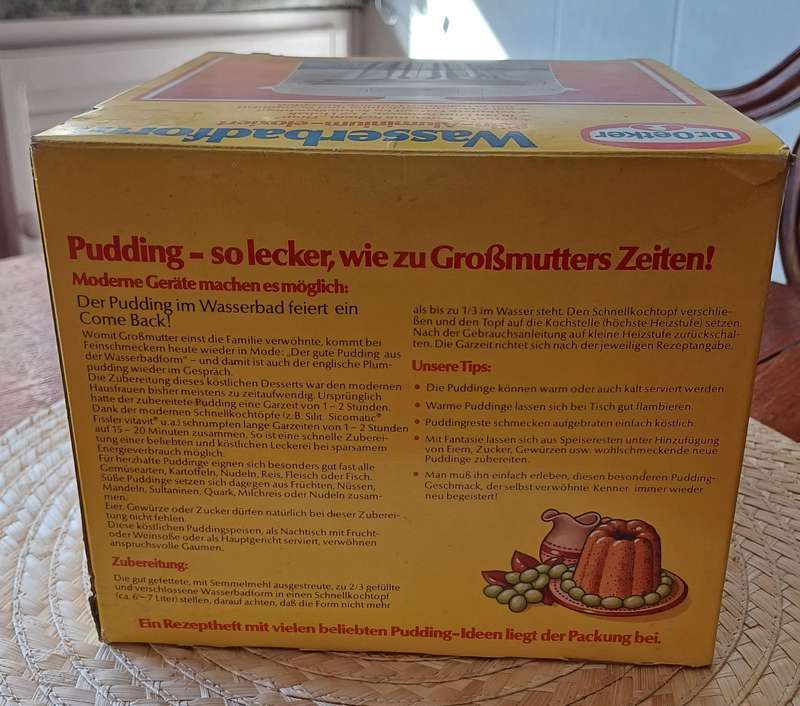 Dr.Oetker
Wasserbadform
Aluminium-eloxiert
Pudding - so lecker, wie zu Großmutters Zeiten!
Moderne Geräte machen es möglich:
Der Pudding im Wasserbad feiert ein
Come Back!
Womit Großmutter einst die Familie verwöhnte, kommt bei
Feinschmeckern heute wieder in Mode: „Der gute Pudding aus
der Wasserbadform" – und damit ist auch der englische Plum-
pudding wieder im Gespräch.
Die Zubereitung dieses köstlichen Desserts war den modernen
Hausfrauen bisher meistens zu zeitaufwendig. Ursprünglich
hatte der zubereitete Pudding eine Garzeit von 1 – 2 Stunden.
Dank der modernen Schnellkochtöpfe (z.B. Silit Sicomatic®
Fissler vitavit® u.a.) schrumpfen lange Garzeiten von 1 – 2 Stunden
auf 15 – 20 Minuten zusammen. So ist eine schnelle Zuberei-
tung einer beliebten und köstlichen Leckerei bei sparsamem
Energieverbrauch möglich.
Für herzhafte Puddinge eignen sich besonders gut fast alle
Gemüsearten, Kartoffeln, Nudeln, Reis, Fleisch oder Fisch.
Süße Puddinge setzen sich dagegen aus Früchten, Nüssen,
Mandeln, Sultaninen, Quark, Milchreis oder Nudeln zusam-
men.
Eier, Gewürze oder Zucker dürfen natürlich bei dieser Zuberei-
tung nicht fehlen.
Diese köstlichen Puddingspeisen, als Nachtisch mit Frucht-
oder Weinsoße oder als Hauptgericht serviert, verwöhnen
anspruchsvolle Gaumen.
Zubereitung:
Die gut gefettete, mit Semmelmehl ausgestreute, zu 2/3 gefüllte
und verschlossene Wasserbadform in einen Schnellkochtopf
(ca. 6 – 7 Liter) stellen, darauf achten, daß die Form nicht mehr
als bis zu 1/3 im Wasser steht. Den Schnellkochtopf verschlie-
ßen und den Topf auf die Kochstelle (höchste Heizstufe) setzen.
Nach der Gebrauchsanleitung auf kleine Heizstufe zurückschal-
ten. Die Garzeit richtet sich nach der jeweiligen Rezeptangabe.
Unsere Tips:
• Die Puddinge können warm oder auch kalt serviert werden.
• Warme Puddinge lassen sich bei Tisch gut flambieren.
• Puddingreste schmecken aufgebraten einfach köstlich.
• Mit Fantasie lassen sich aus Speiseresten unter Hinzufügung
von Eiern, Zucker, Gewürzen usw. wohlschmeckende neue
Puddinge zubereiten.
• Man muß ihn einfach erleben, diesen besonderen Pudding-
Geschmack, der selbst verwöhnte Kenner immer wieder
neu begeistert!
Ein Rezeptheft mit vielen beliebten Pudding-Ideen liegt der Packung bei.